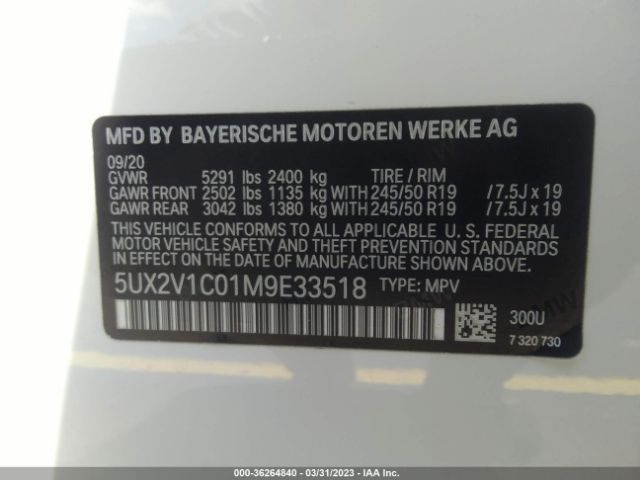 MFD BY BAYERISCHE MOTOREN WERKE AG
09/20
GVWR 5291 lbs 2400 kg TIRE / RIM
GAWR FRONT 2502 lbs 1135 kg WITH 245/50 R19 /7.5J x 19
GAWR REAR 3042 lbs 1380 kg WITH 245/50 R19 /7.5J x 19
THIS VEHICLE CONFORMS TO ALL APPLICABLE U. S. FEDERAL
MOTOR VEHICLE SAFETY AND THEFT PREVENTION STANDARDS
IN EFFECT ON THE DATE OF MANUFACTURE SHOWN ABOVE.
5UX2V1C01M9E33518 TYPE: MPV
300U
7 320 730
000-36264840 / 03/31/2023 / IAA Inc.